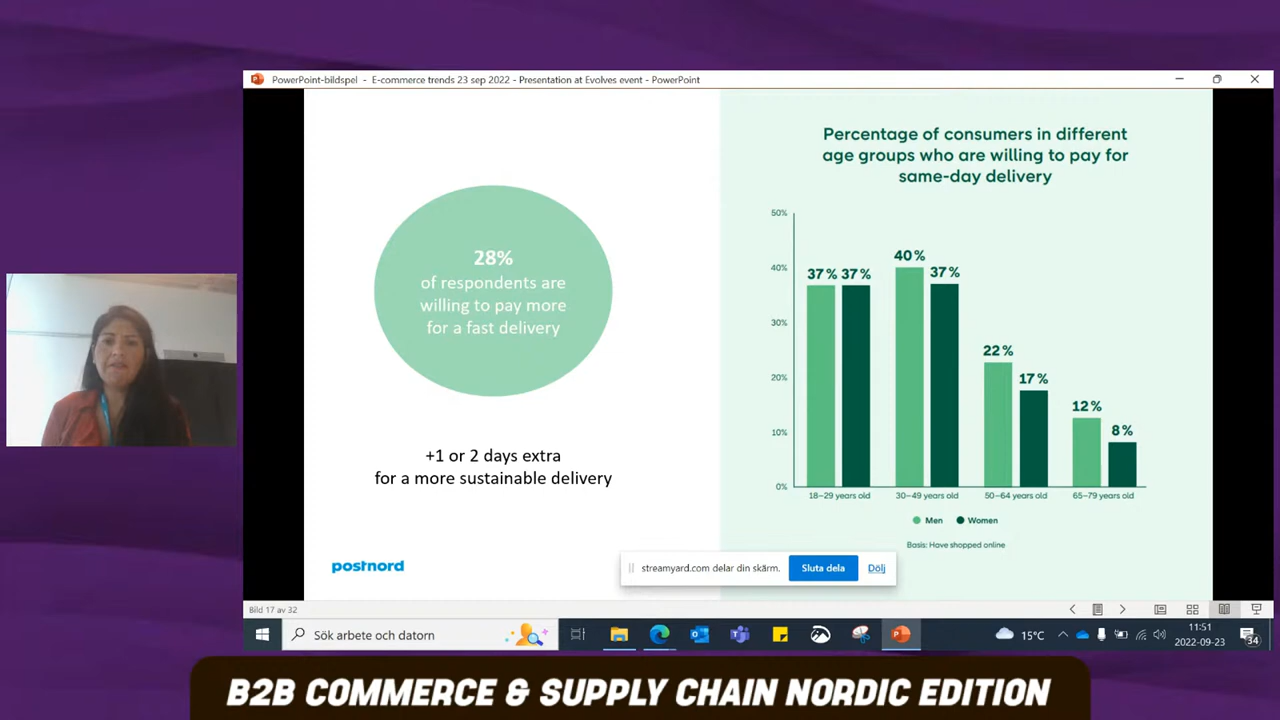 PowerPoint-bildspel - E-commerce trends 23 sep 2022 - Presentation at Evolves event - PowerPoint
28%
of respondents are
willing to pay more
for a fast delivery
+1 or 2 days extra
for a more sustainable delivery
postnord
Percentage of consumers in different
age groups who are willing to pay for
same-day delivery
50%
40%
30%
20%
10%
0%
37% 37%
40%
37%
22%
17%
12%
8%
18–29 years old
30–49 years old
50–64 years old
65–79 years old
Men
Women
Basis: Have shopped online
streamyard.com delar din skärm.
Sluta dela
Dölj
Bild 17 av 32
Sök arbete och datorn
15°C
11:51
2022-09-23
34
B2B COMMERCE & SUPPLY CHAIN NORDIC EDITION